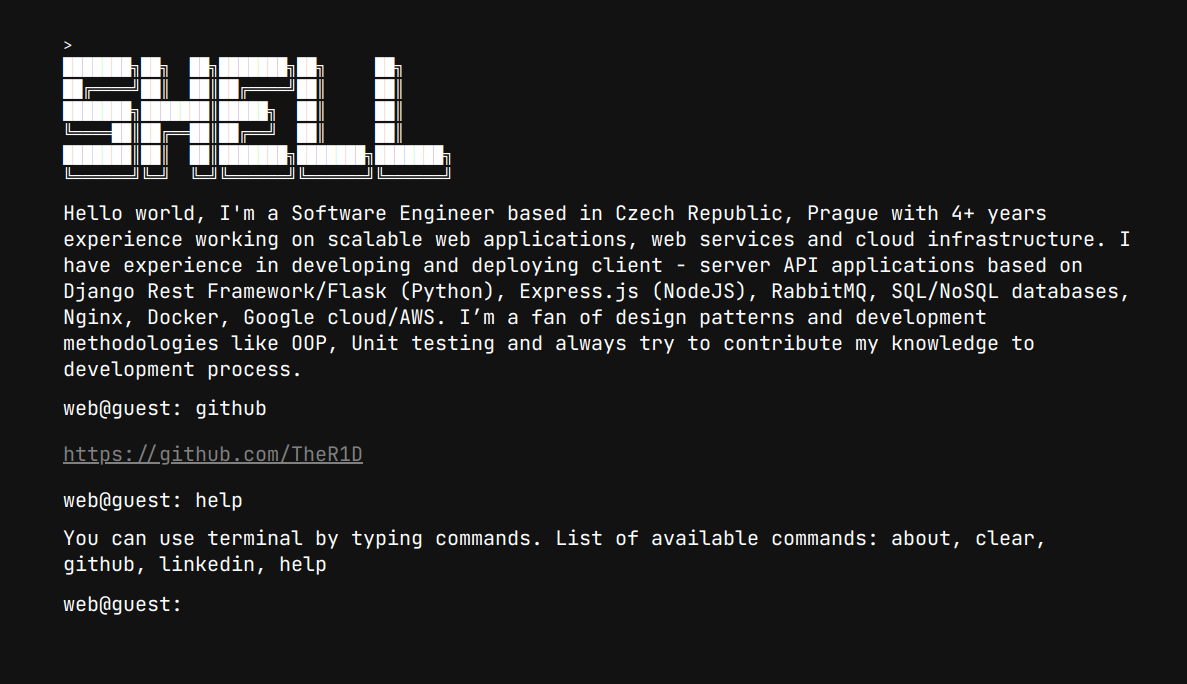 >
SHELL
Hello world, I'm a Software Engineer based in Czech Republic, Prague with 4+ years
experience working on scalable web applications, web services and cloud infrastructure. I
have experience in developing and deploying client - server API applications based on
Django Rest Framework/Flask (Python), Express.js (NodeJS), RabbitMQ, SQL/NoSQL databases,
Nginx, Docker, Google cloud/AWS. I’m a fan of design patterns and development
methodologies like OOP, Unit testing and always try to contribute my knowledge to
development process.
web@guest: github
https://github.com/TheR1D
web@guest: help
You can use terminal by typing commands. List of available commands: about, clear,
github, linkedin, help
web@guest: